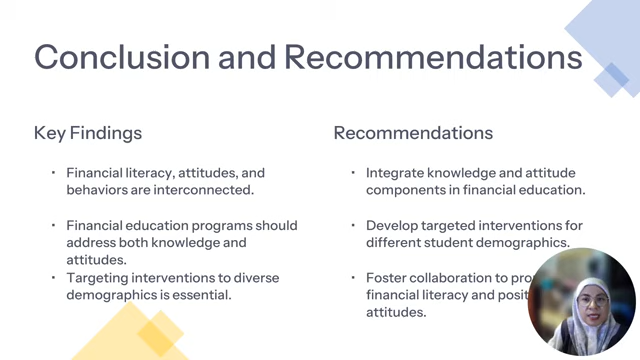 Conclusion and Recommendations
Key Findings
• Financial literacy, attitudes, and
behaviors are interconnected.
• Financial education programs should
address both knowledge and
attitudes.
• Targeting interventions to diverse
demographics is essential.
Recommendations
• Integrate knowledge and attitude
components in financial education.
• Develop targeted interventions for
different student demographics.
• Foster collaboration to
financial literacy and
attitudes.